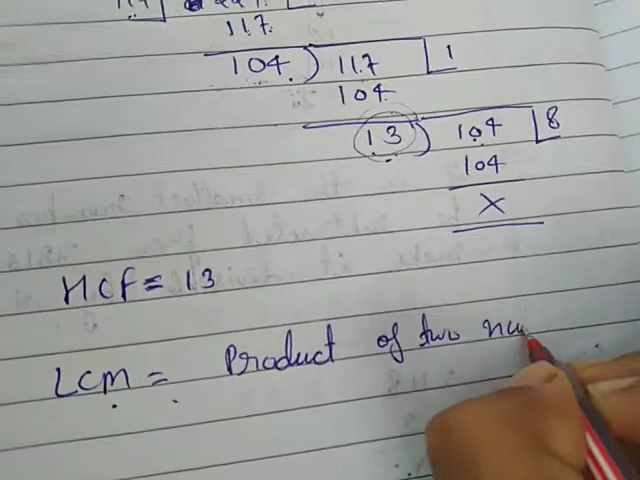 117
104 ) 117 1
104
13 ) 104 8
104
X
HCF = 13
LCM = Product of two nu